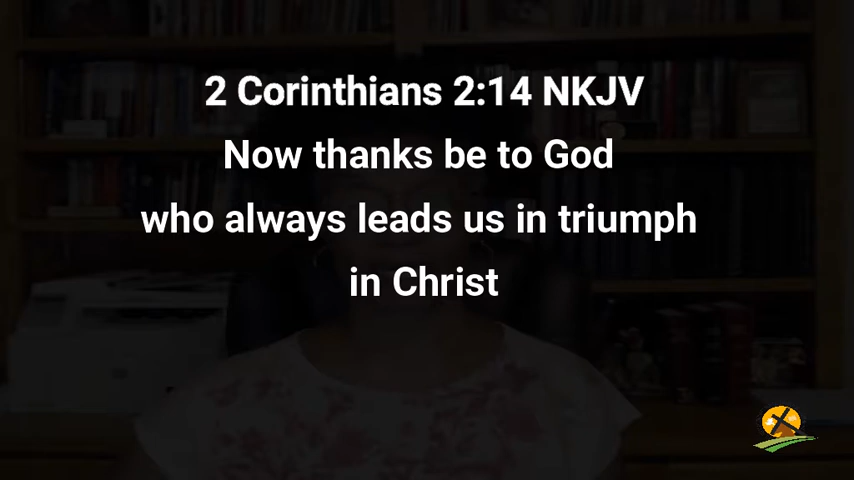 2 Corinthians 2:14 NKJV
Now thanks be to God
who always leads us in triumph
in Christ